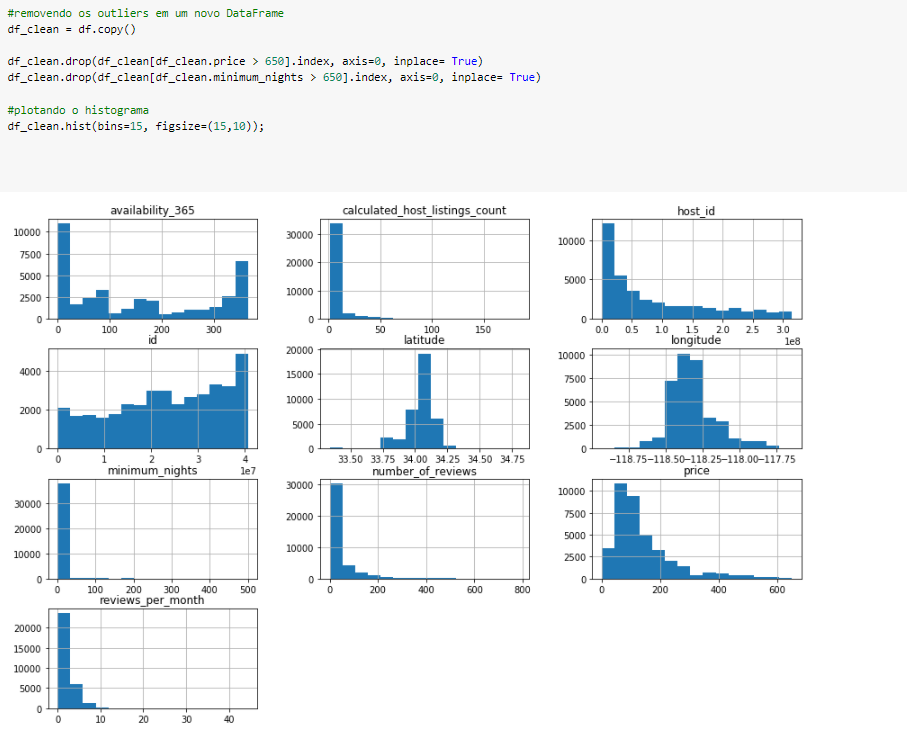 #removendo os outliers em um novo DataFrame
df_clean = df.copy()
df_clean.drop(df_clean[df_clean.price > 650].index, axis=0, inplace= True)
df_clean.drop(df_clean[df_clean.minimum_nights > 650].index, axis=0, inplace= True)
#plotando o histograma
df_clean.hist(bins=15, figsize=(15,10));
availability_365
10000
7500
5000
2500
0
0 100 200 300
calculated_host_listings_count
30000
20000
10000
0
0 50 100 150
host_id
10000
5000
0
0.0 0.5 1.0 1.5 2.0 2.5 3.0
1e8
id
4000
2000
0
0 1 2 3 4
1e7
latitude
20000
15000
10000
5000
0
33.50 33.75 34.00 34.25 34.50 34.75
longitude
10000
7500
5000
2500
0
−118.75−118.50−118.25−118.00−117.75
minimum_nights
30000
20000
10000
0
0 100 200 300 400 500
number_of_reviews
30000
20000
10000
0
0 200 400 600 800
price
10000
7500
5000
2500
0
0 200 400 600
reviews_per_month
20000
15000
10000
5000
0
0 10 20 30 40